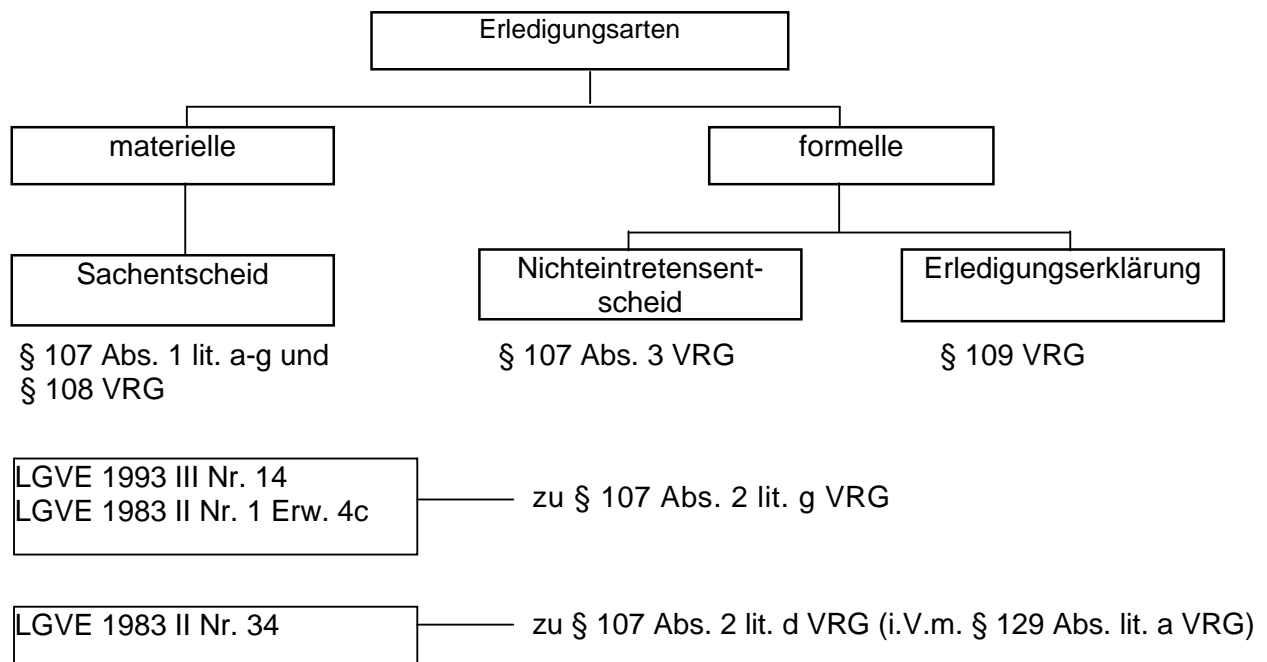 Erledigungsarten
materielle
formelle
Sachentscheid
Nichteintretensent-
scheid
Erledigungserklärung
§ 107 Abs. 1 lit. a-g und
§ 108 VRG
§ 107 Abs. 3 VRG
§ 109 VRG
LGVE 1993 III Nr. 14
LGVE 1983 II Nr. 1 Erw. 4c
zu § 107 Abs. 2 lit. g VRG
LGVE 1983 II Nr. 34
zu § 107 Abs. 2 lit. d VRG (i.V.m. § 129 Abs. lit. a VRG)